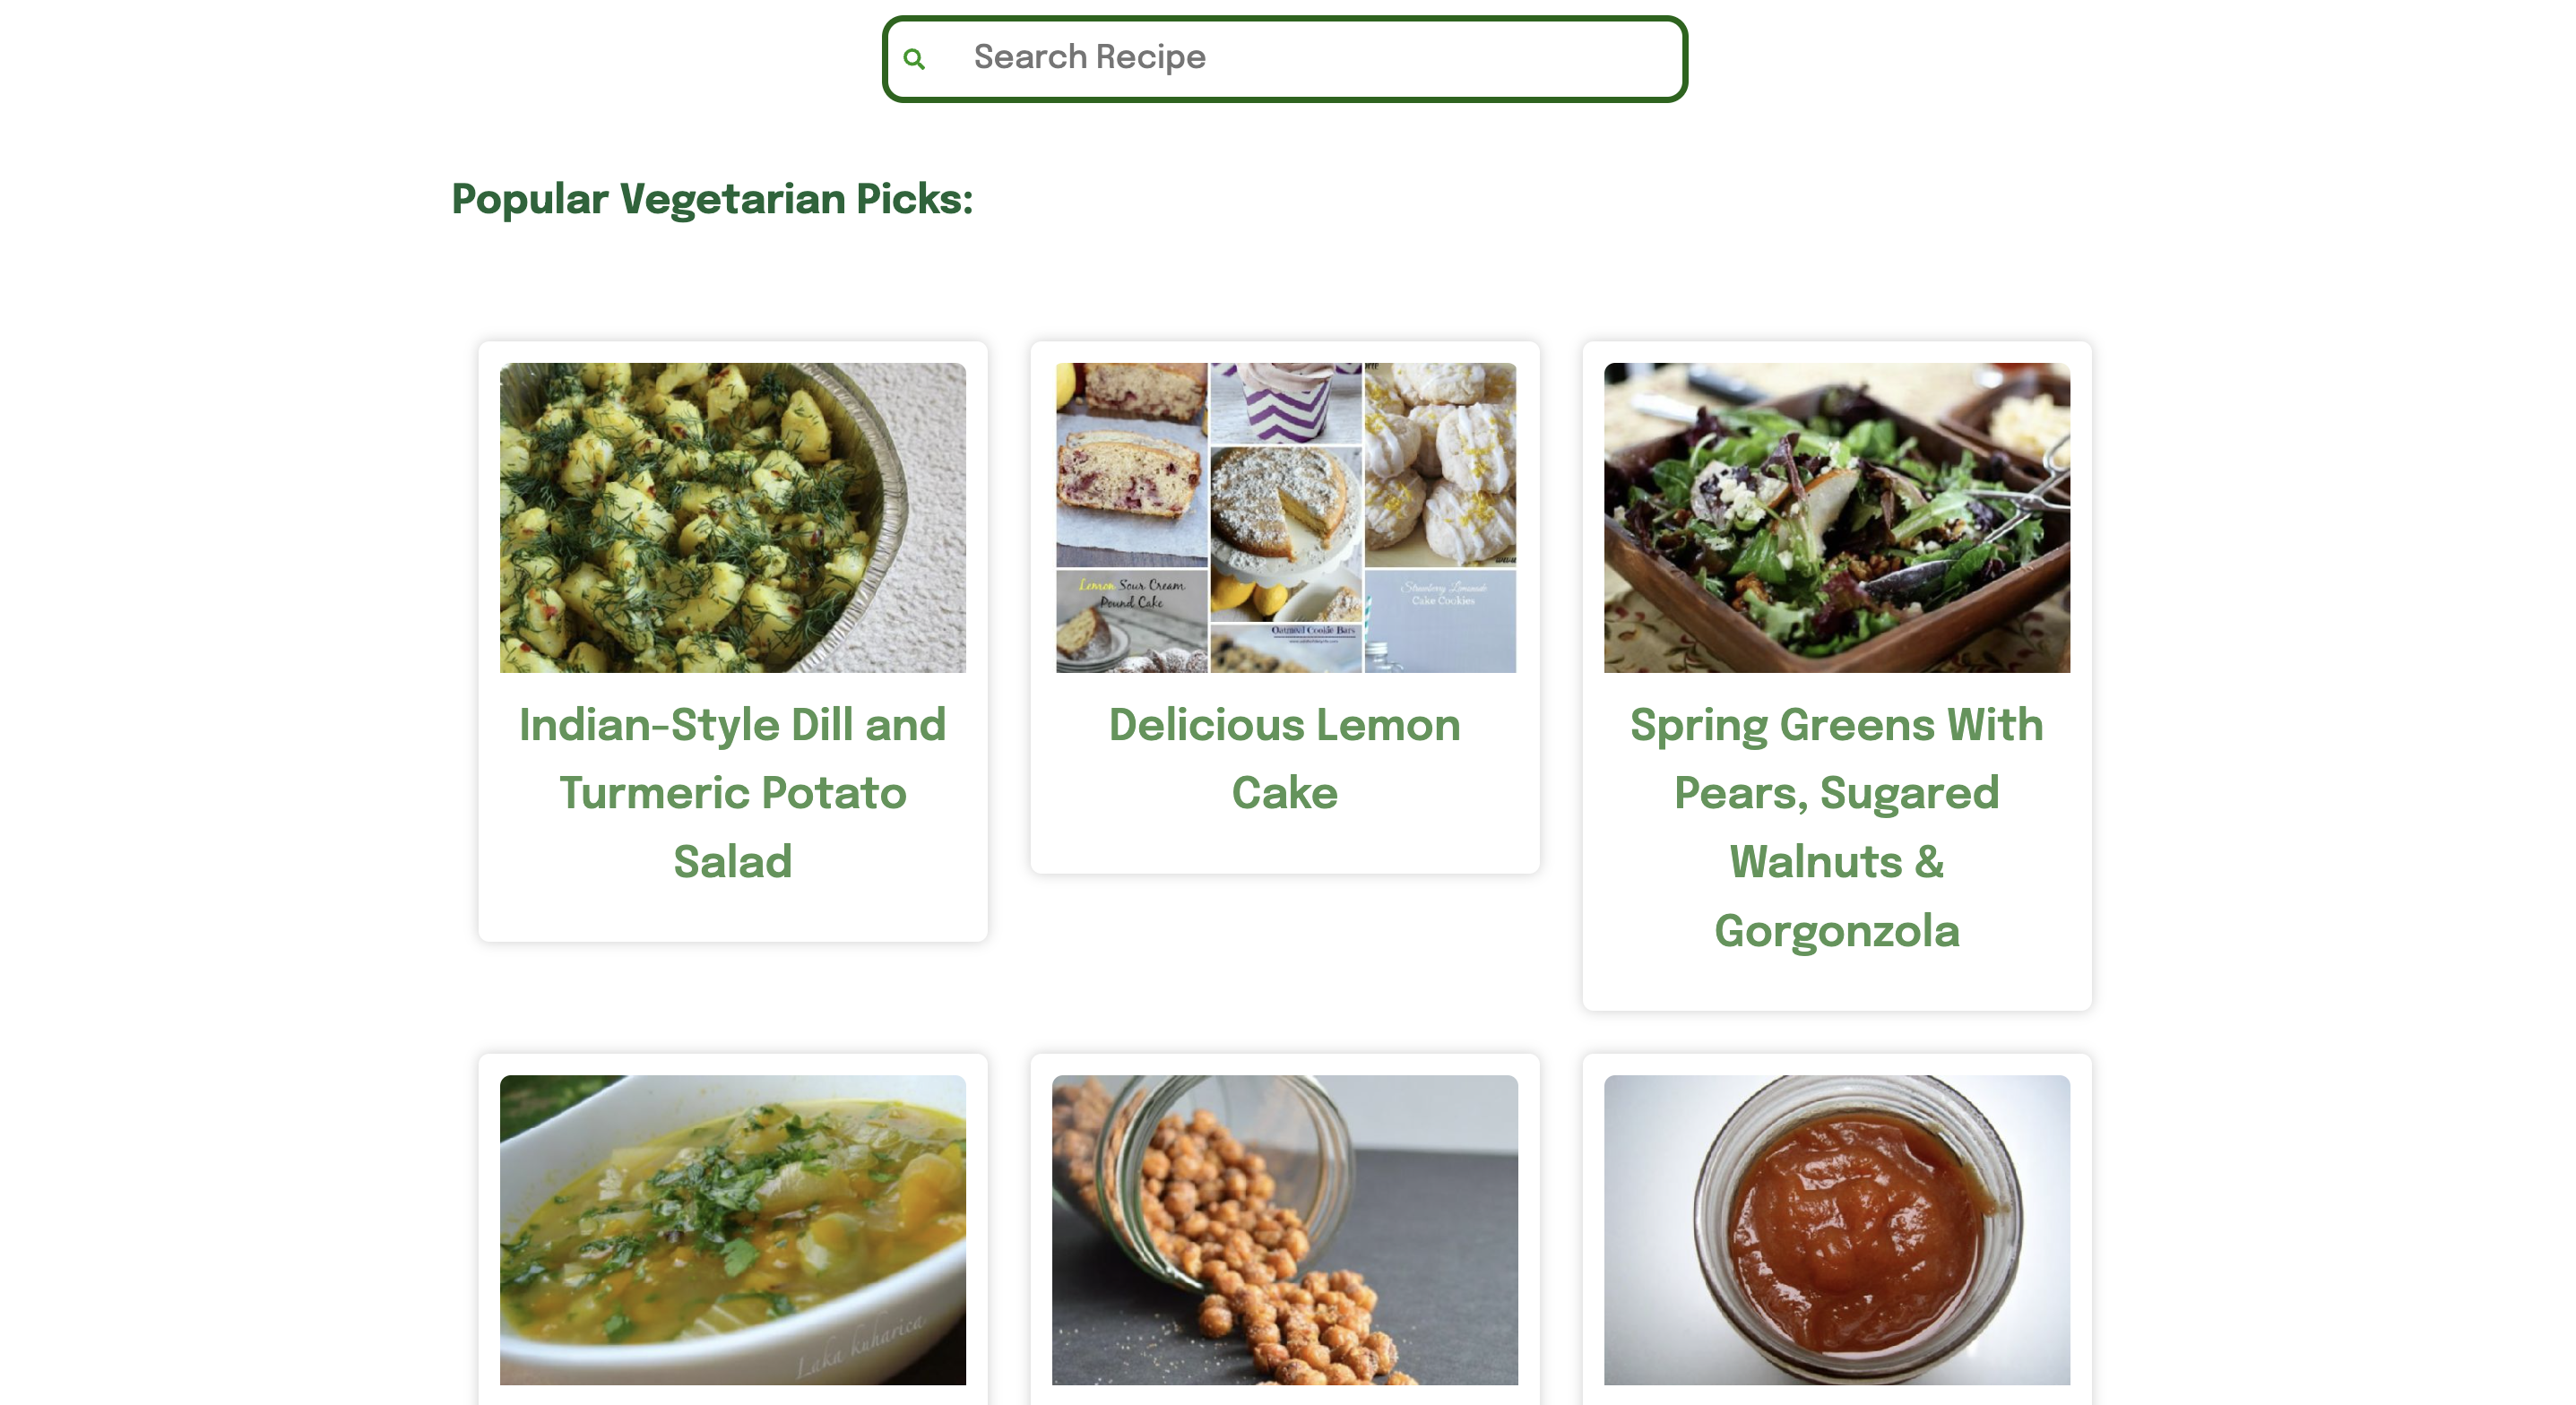 Search Recipe
Popular Vegetarian Picks:
Lemon Sour Cream
Pound Cake
Oatmeal Cookie Bars
Strawberry Lemonade
Cake Cookies
Indian-Style Dill and
Turmeric Potato
Salad
Delicious Lemon
Cake
Spring Greens With
Pears, Sugared
Walnuts &
Gorgonzola
Laka kuharica